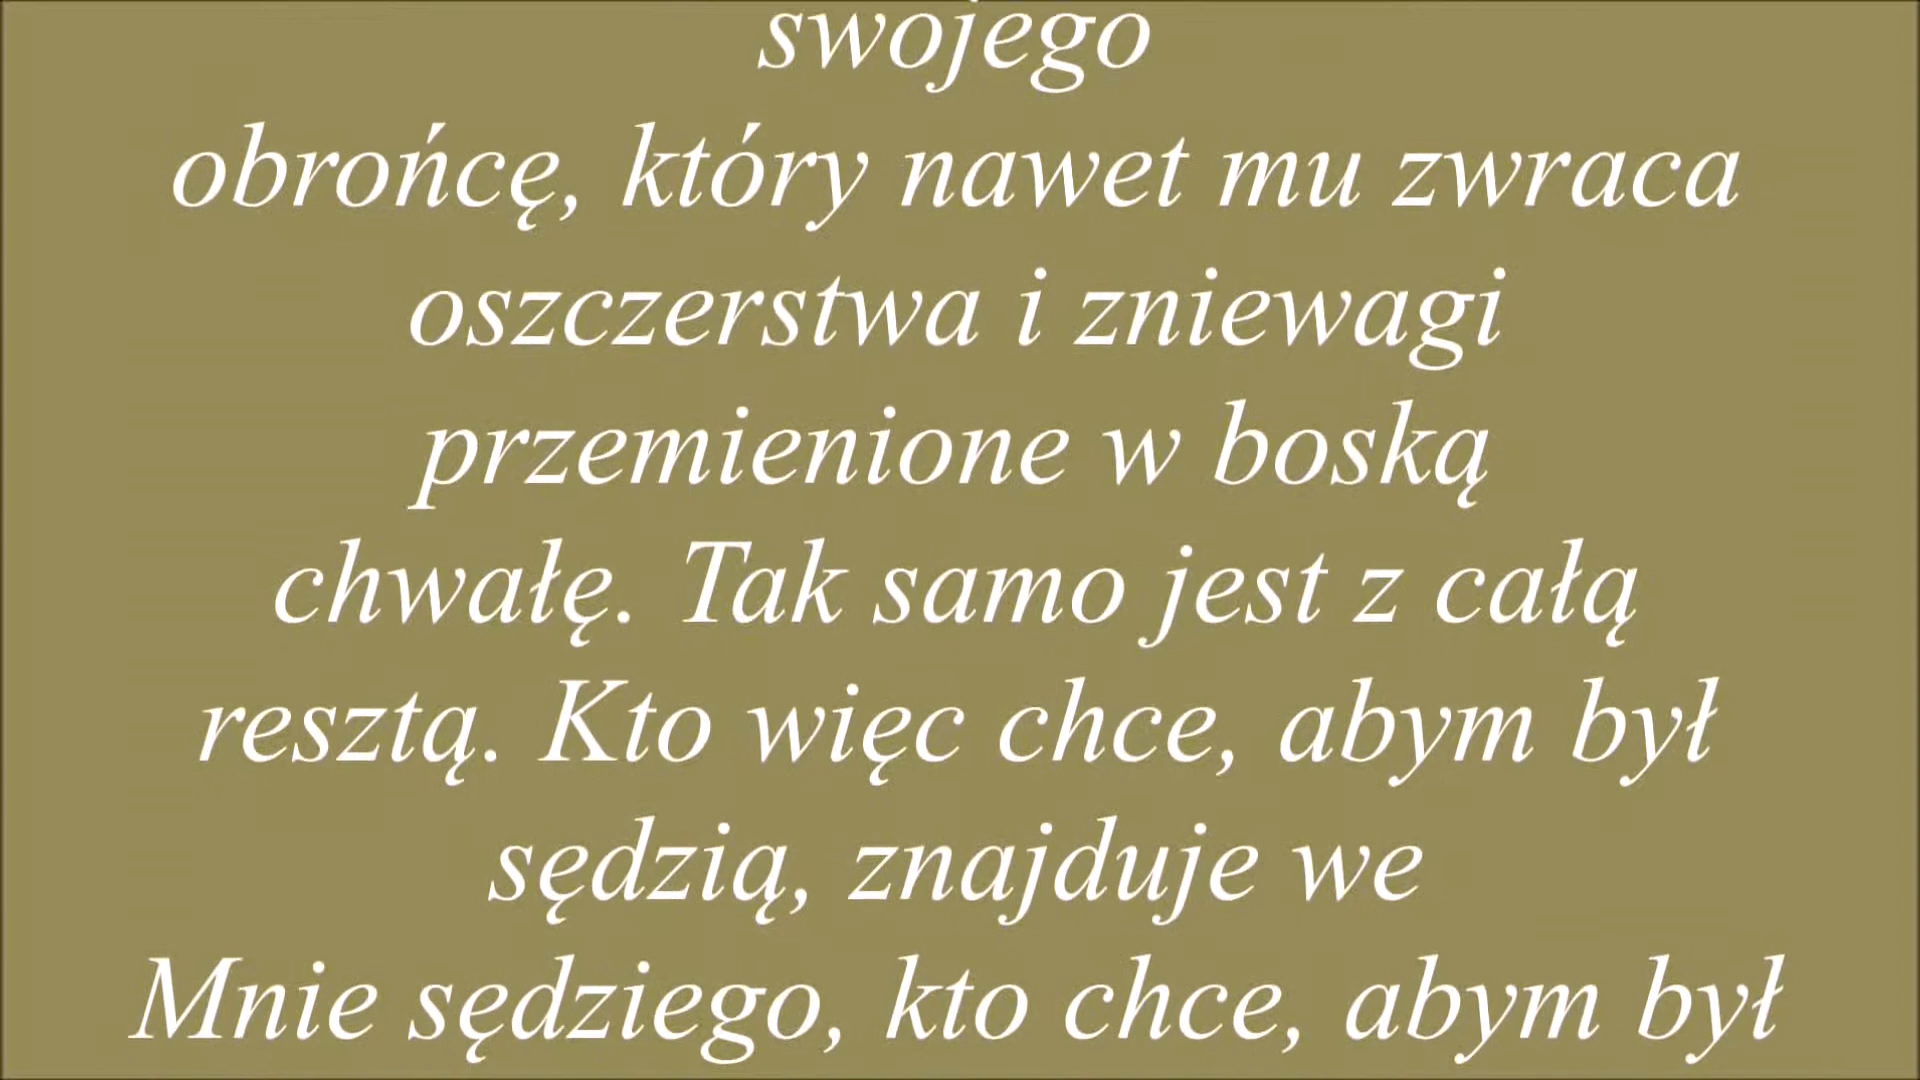 swojego
obrońcę, który nawet mu zwraca
oszczerstwa i zniewagi
przemienione w boską
chwałę. Tak samo jest z całą
resztą. Kto więc chce, abym był
sędzią, znajduje we
Mnie sędziego, kto chce, abym był